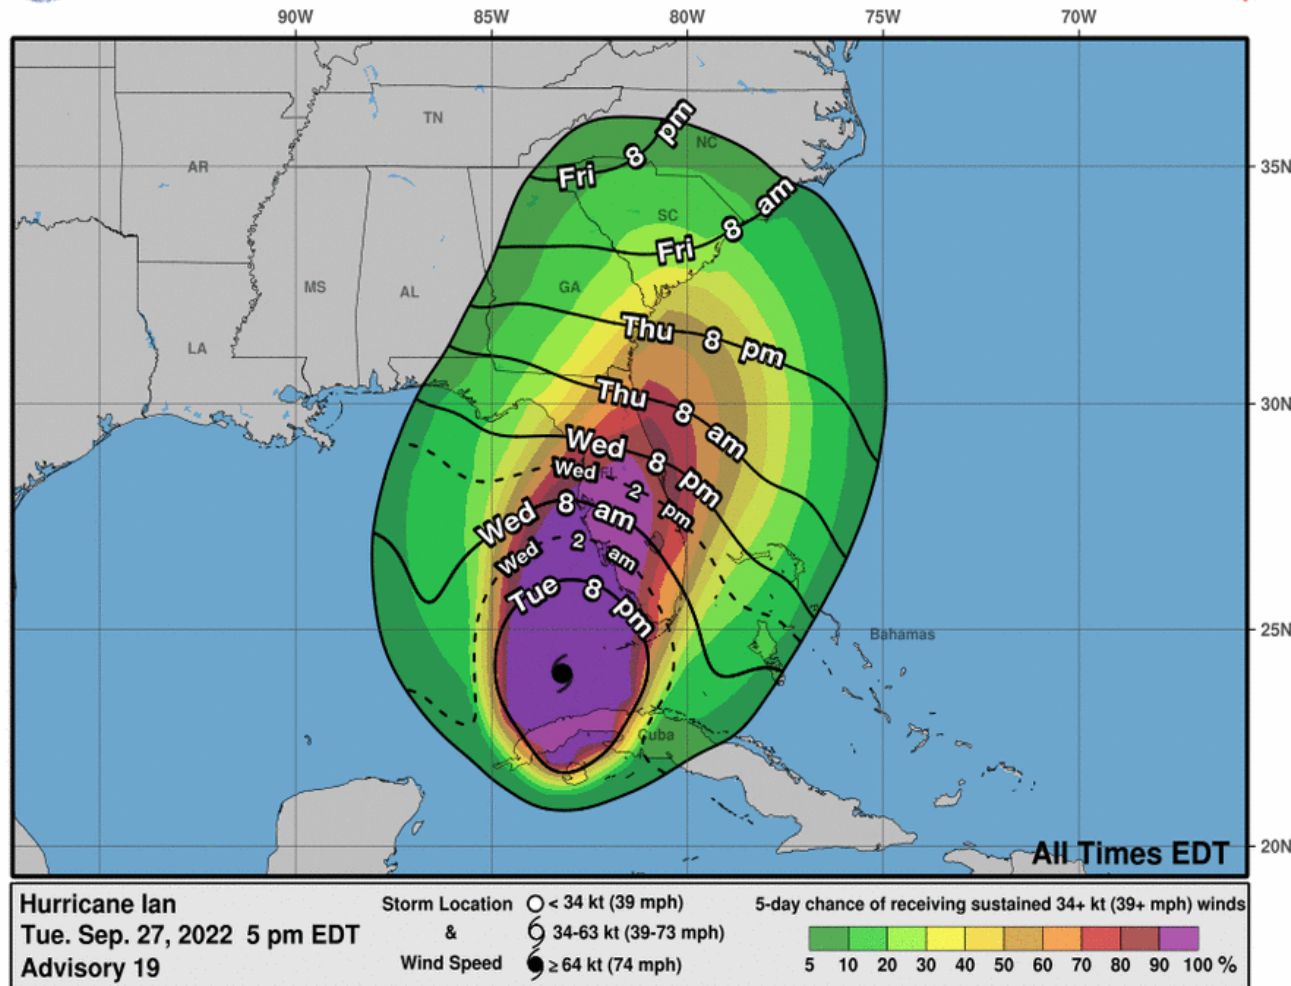 90W 85W 80W 75W 70W
35N
30N
25N
20N
TN
NC
AR
SC
MS
AL
GA
LA
FL
Bahamas
Cuba
Fri 8 pm
Fri 8 am
Thu 8 pm
Thu 8 am
Wed 8 pm
Wed 2 pm
Wed 8 am
Wed 2 am
Tue 8 pm
All Times EDT
Hurricane Ian
Tue. Sep. 27, 2022 5 pm EDT
Advisory 19
Storm Location
&
Wind Speed
< 34 kt (39 mph)
34-63 kt (39-73 mph)
≥ 64 kt (74 mph)
5-day chance of receiving sustained 34+ kt (39+ mph) winds
5 10 20 30 40 50 60 70 80 90 100 %